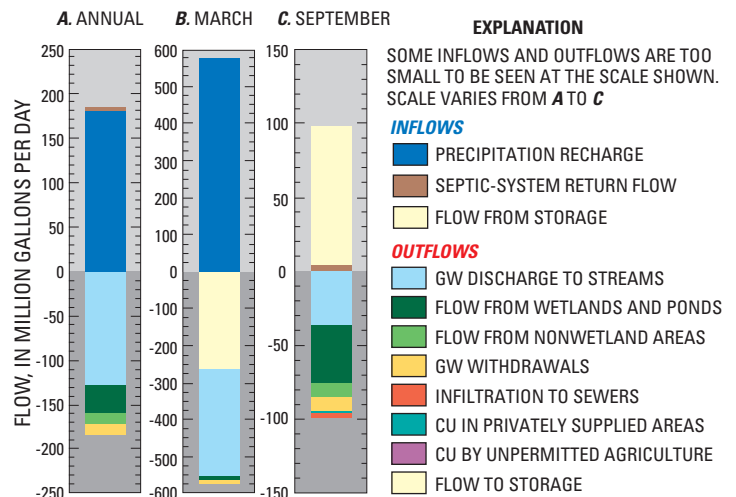 A. ANNUAL
B. MARCH
C. SEPTEMBER
FLOW, IN MILLION GALLONS PER DAY
250
200
150
100
50
0
-50
-100
-150
-200
-250
600
500
400
300
200
100
0
-100
-200
-300
-400
-500
-600
150
100
50
0
-50
-100
-150
EXPLANATION
SOME INFLOWS AND OUTFLOWS ARE TOO
SMALL TO BE SEEN AT THE SCALE SHOWN.
SCALE VARIES FROM A TO C
INFLOWS
PRECIPITATION RECHARGE
SEPTIC-SYSTEM RETURN FLOW
FLOW FROM STORAGE
OUTFLOWS
GW DISCHARGE TO STREAMS
FLOW FROM WETLANDS AND PONDS
FLOW FROM NONWETLAND AREAS
GW WITHDRAWALS
INFILTRATION TO SEWERS
CU IN PRIVATELY SUPPLIED AREAS
CU BY UNPERMITTED AGRICULTURE
FLOW TO STORAGE